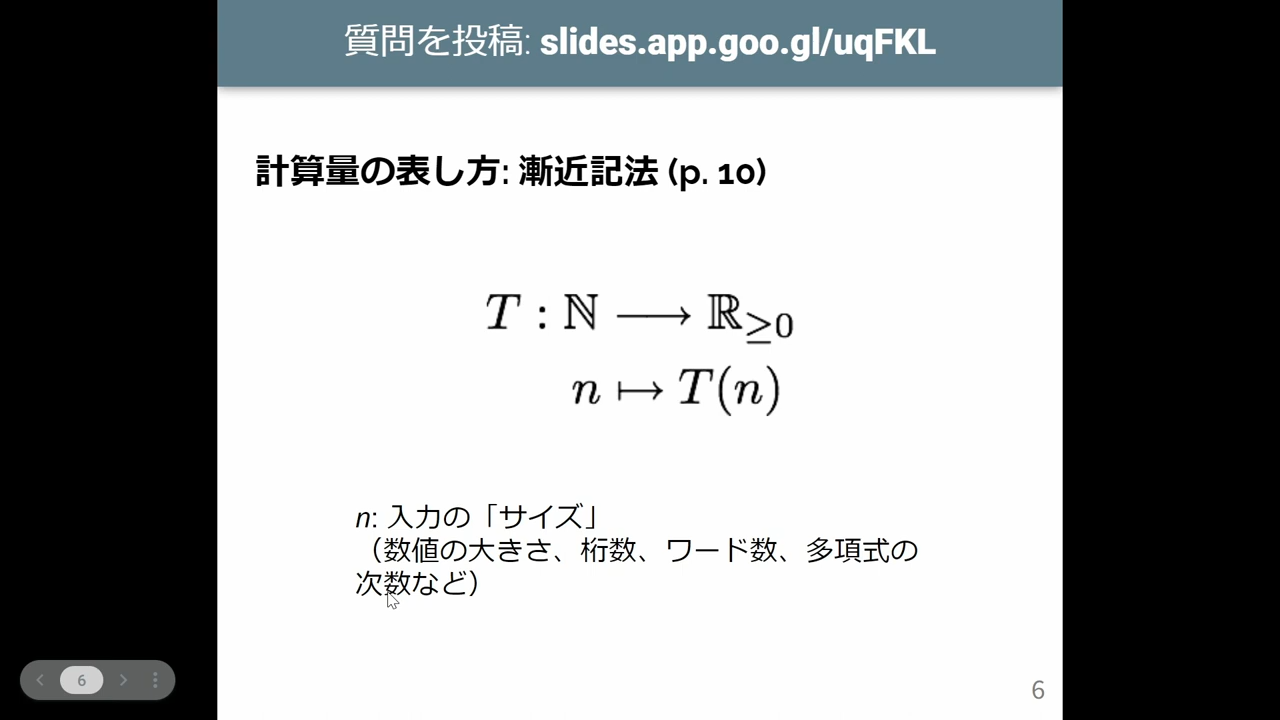 質問を投稿: slides.app.goo.gl/uqFKL
計算量の表し方: 漸近記法 (p. 10)
T : ℕ ⟶ ℝ≥0
n ↦ T(n)
n: 入力の「サイズ」
（数値の大きさ、桁数、ワード数、多項式の
次数など）
6
6